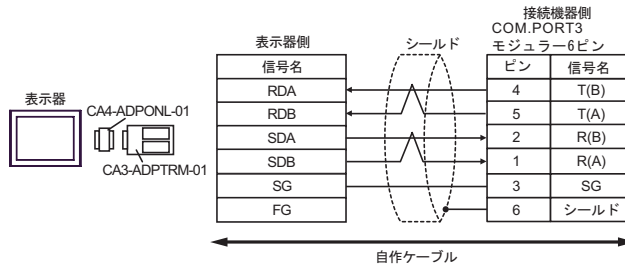 接続機器側
COM.PORT3
モジュラー6ピン
表示器側
シールド
信号名
ピン 信号名
RDA 4 T(B)
RDB 5 T(A)
SDA 2 R(B)
SDB 1 R(A)
SG 3 SG
FG 6 シールド
表示器
CA4-ADPONL-01
CA3-ADPTRM-01
自作ケーブル